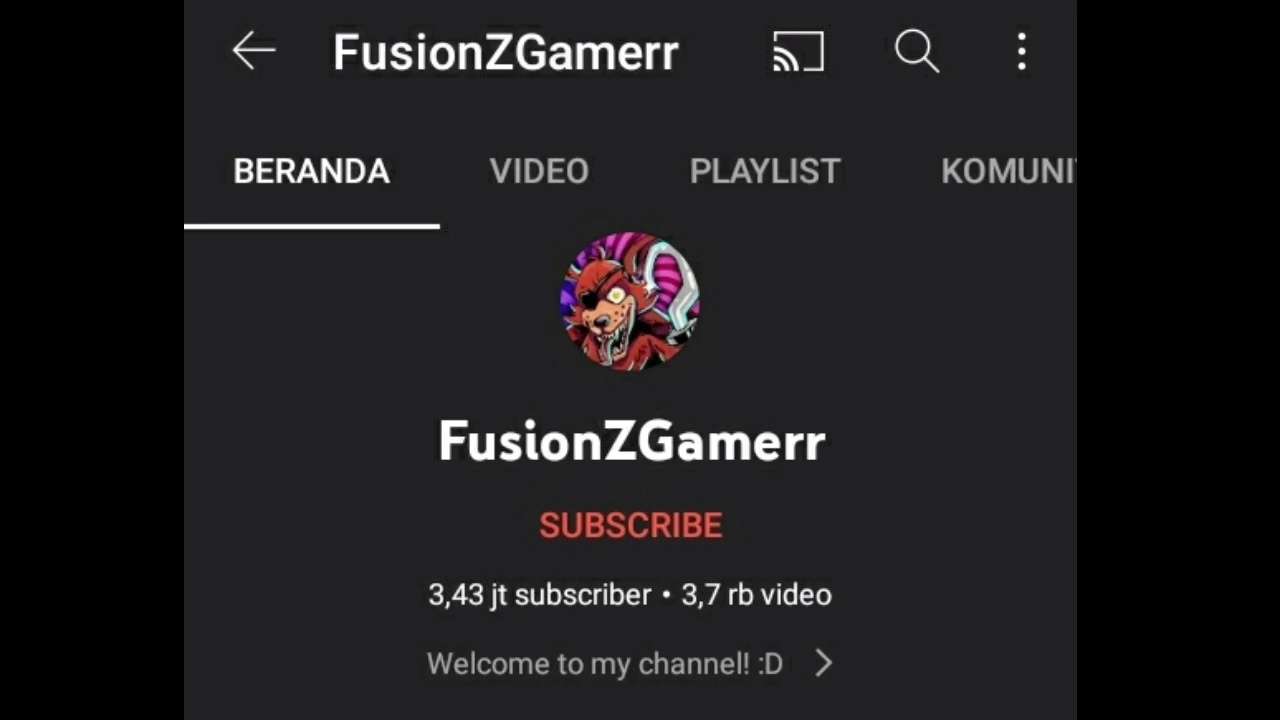 FusionZGamerr
BERANDA VIDEO PLAYLIST KOMUNI
FusionZGamerr
SUBSCRIBE
3,43 jt subscriber • 3,7 rb video
Welcome to my channel! :D